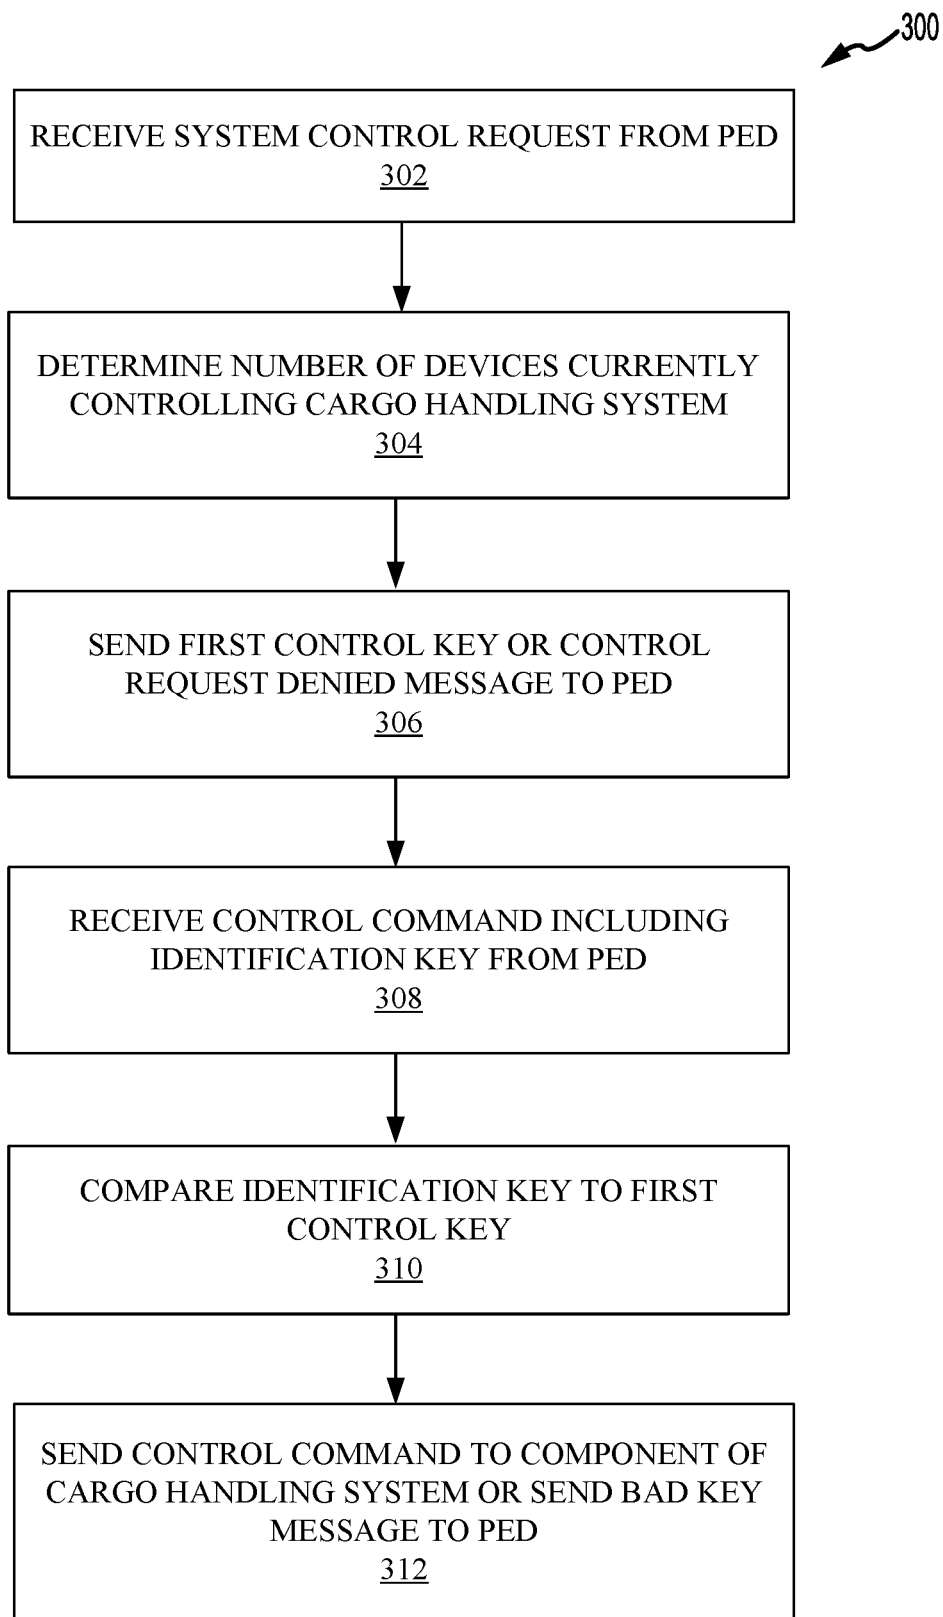 300
RECEIVE SYSTEM CONTROL REQUEST FROM PED
302
DETERMINE NUMBER OF DEVICES CURRENTLY
CONTROLLING CARGO HANDLING SYSTEM
304
SEND FIRST CONTROL KEY OR CONTROL
REQUEST DENIED MESSAGE TO PED
306
RECEIVE CONTROL COMMAND INCLUDING
IDENTIFICATION KEY FROM PED
308
COMPARE IDENTIFICATION KEY TO FIRST
CONTROL KEY
310
SEND CONTROL COMMAND TO COMPONENT OF
CARGO HANDLING SYSTEM OR SEND BAD KEY
MESSAGE TO PED
312